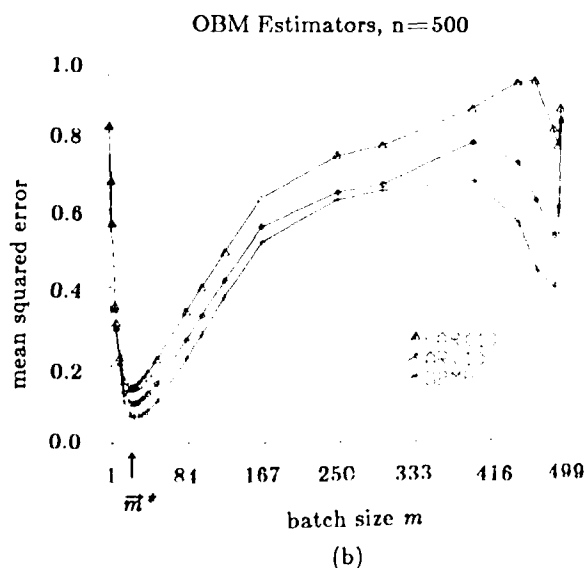 OBM Estimators, n=500
mean squared error
1.0
0.8
0.6
0.4
0.2
0.0
1 84 167 250 333 416 499
m̅*
batch size m
(b)